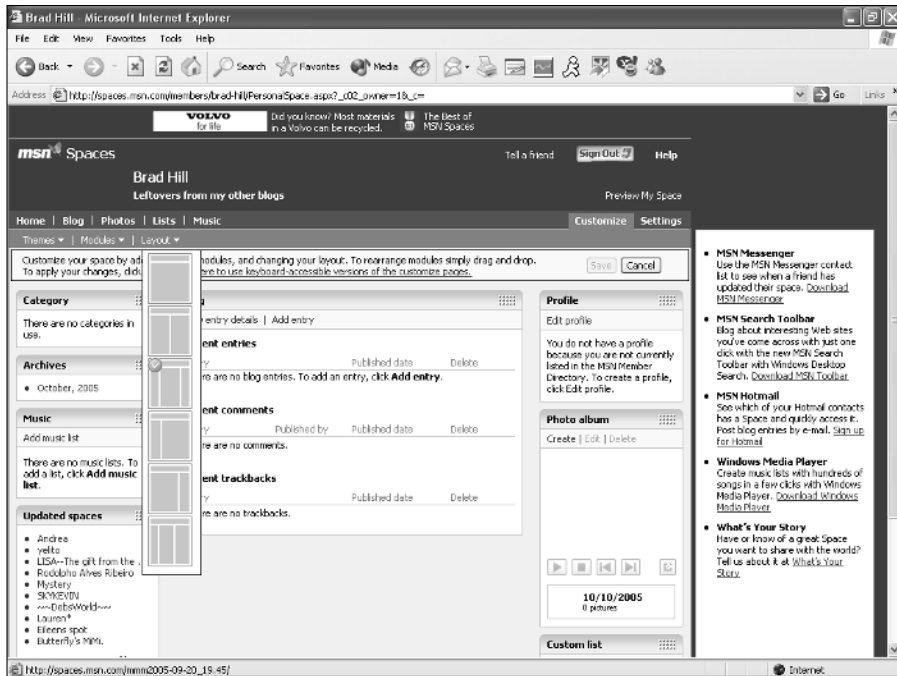 Brad Hill - Microsoft Internet Explorer
File Edit View Favorites Tools Help
Back Search Favorites Media
Address http://spaces.msn.com/members/brad-hill/PersonalSpace.aspx?_c02_owner=1&_c= Go Links
VOLVO
for life
Did you know? Most materials
in a Volvo can be recycled.
The Best of
MSN Spaces
msn Spaces
Tell a friend Sign Out Help
Brad Hill
Leftovers from my other blogs
Preview My Space
Home | Blog | Photos | Lists | Music
Customize Settings
Themes | Modules | Layout
Customize your space by ad odules, and changing your layout. To rearrange modules simply drag and drop.
To apply your changes, click ere to use keyboard-accessible versions of the customize pages.
Save Cancel
Category
There are no categories in
use.
Archives
October, 2005
Music
Add music list
There are no music lists. To
add a list, click Add music
list.
Updated spaces
Andrea
yelito
LISA--The gift from the .
Rodolpho Alves Ribeiro
Mystery
SKYKEVIN
~~~DebsWorld~~~
Lauren*
Eileens spot
Butterfly's MiMi.
g
entry details | Add entry
ent entries
ry Published date Delete
re are no blog entries. To add an entry, click Add entry.
ent comments
ry Published by Published date Delete
re are no comments.
ent trackbacks
ry Published date Delete
re are no trackbacks.
Profile
Edit profile
You do not have a profile
because you are not currently
listed in the MSN Member
Directory. To create a profile,
click Edit profile.
Photo album
Create | Edit | Delete
10/10/2005
0 pictures
Custom list
MSN Messenger
Use the MSN Messenger contact
list to see when a friend has
updated their space. Download
MSN Messenger
MSN Search Toolbar
Blog about interesting Web sites
you've come across with just one
click with the new MSN Search
Toolbar with Windows Desktop
Search. Download MSN Toolbar
MSN Hotmail
See which of your Hotmail contacts
has a Space and quickly access it.
Post blog entries by e-mail. Sign up
for Hotmail
Windows Media Player
Create music lists with hundreds of
songs in a few clicks with Windows
Media Player. Download Windows
Media Player
What's Your Story
Have or know of a great Space
you want to share with the world?
Tell us about it at What's Your
Story
http://spaces.msn.com/mmm2005-09-20_19.45/
Internet